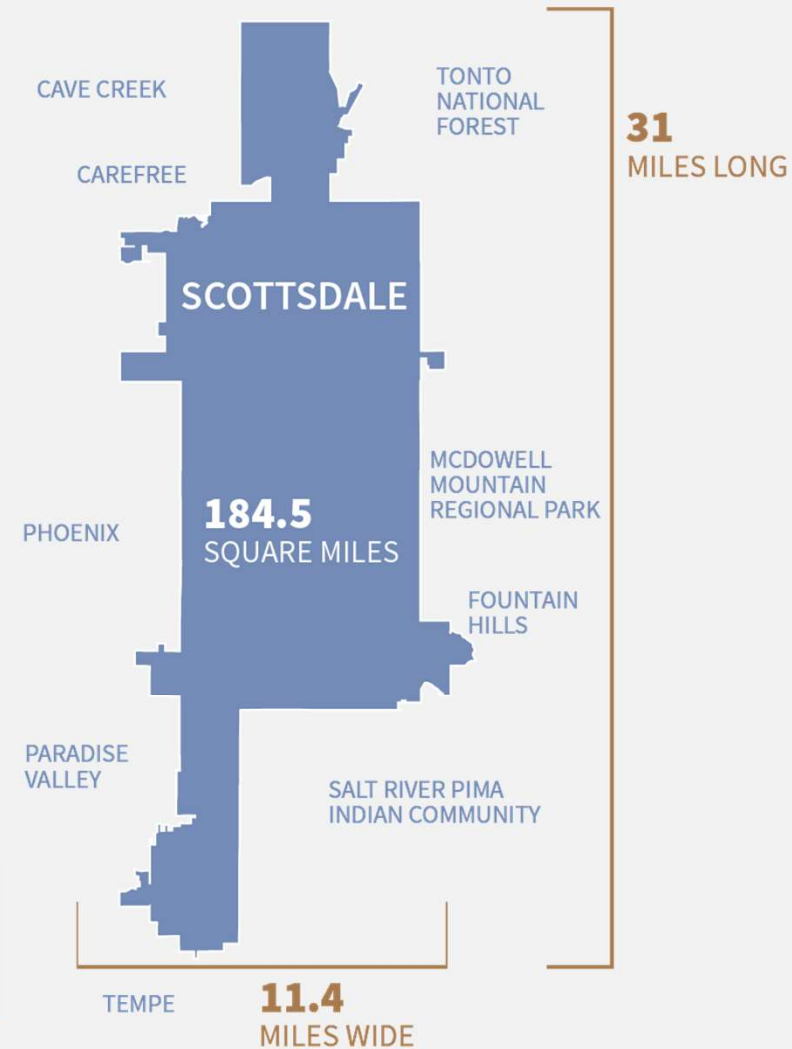 CAVE CREEK
TONTO
NATIONAL
FOREST
31
MILES LONG
CAREFREE
SCOTTSDALE
MCDOWELL
MOUNTAIN
REGIONAL PARK
184.5
SQUARE MILES
PHOENIX
FOUNTAIN
HILLS
PARADISE
VALLEY
SALT RIVER PIMA
INDIAN COMMUNITY
TEMPE
11.4
MILES WIDE